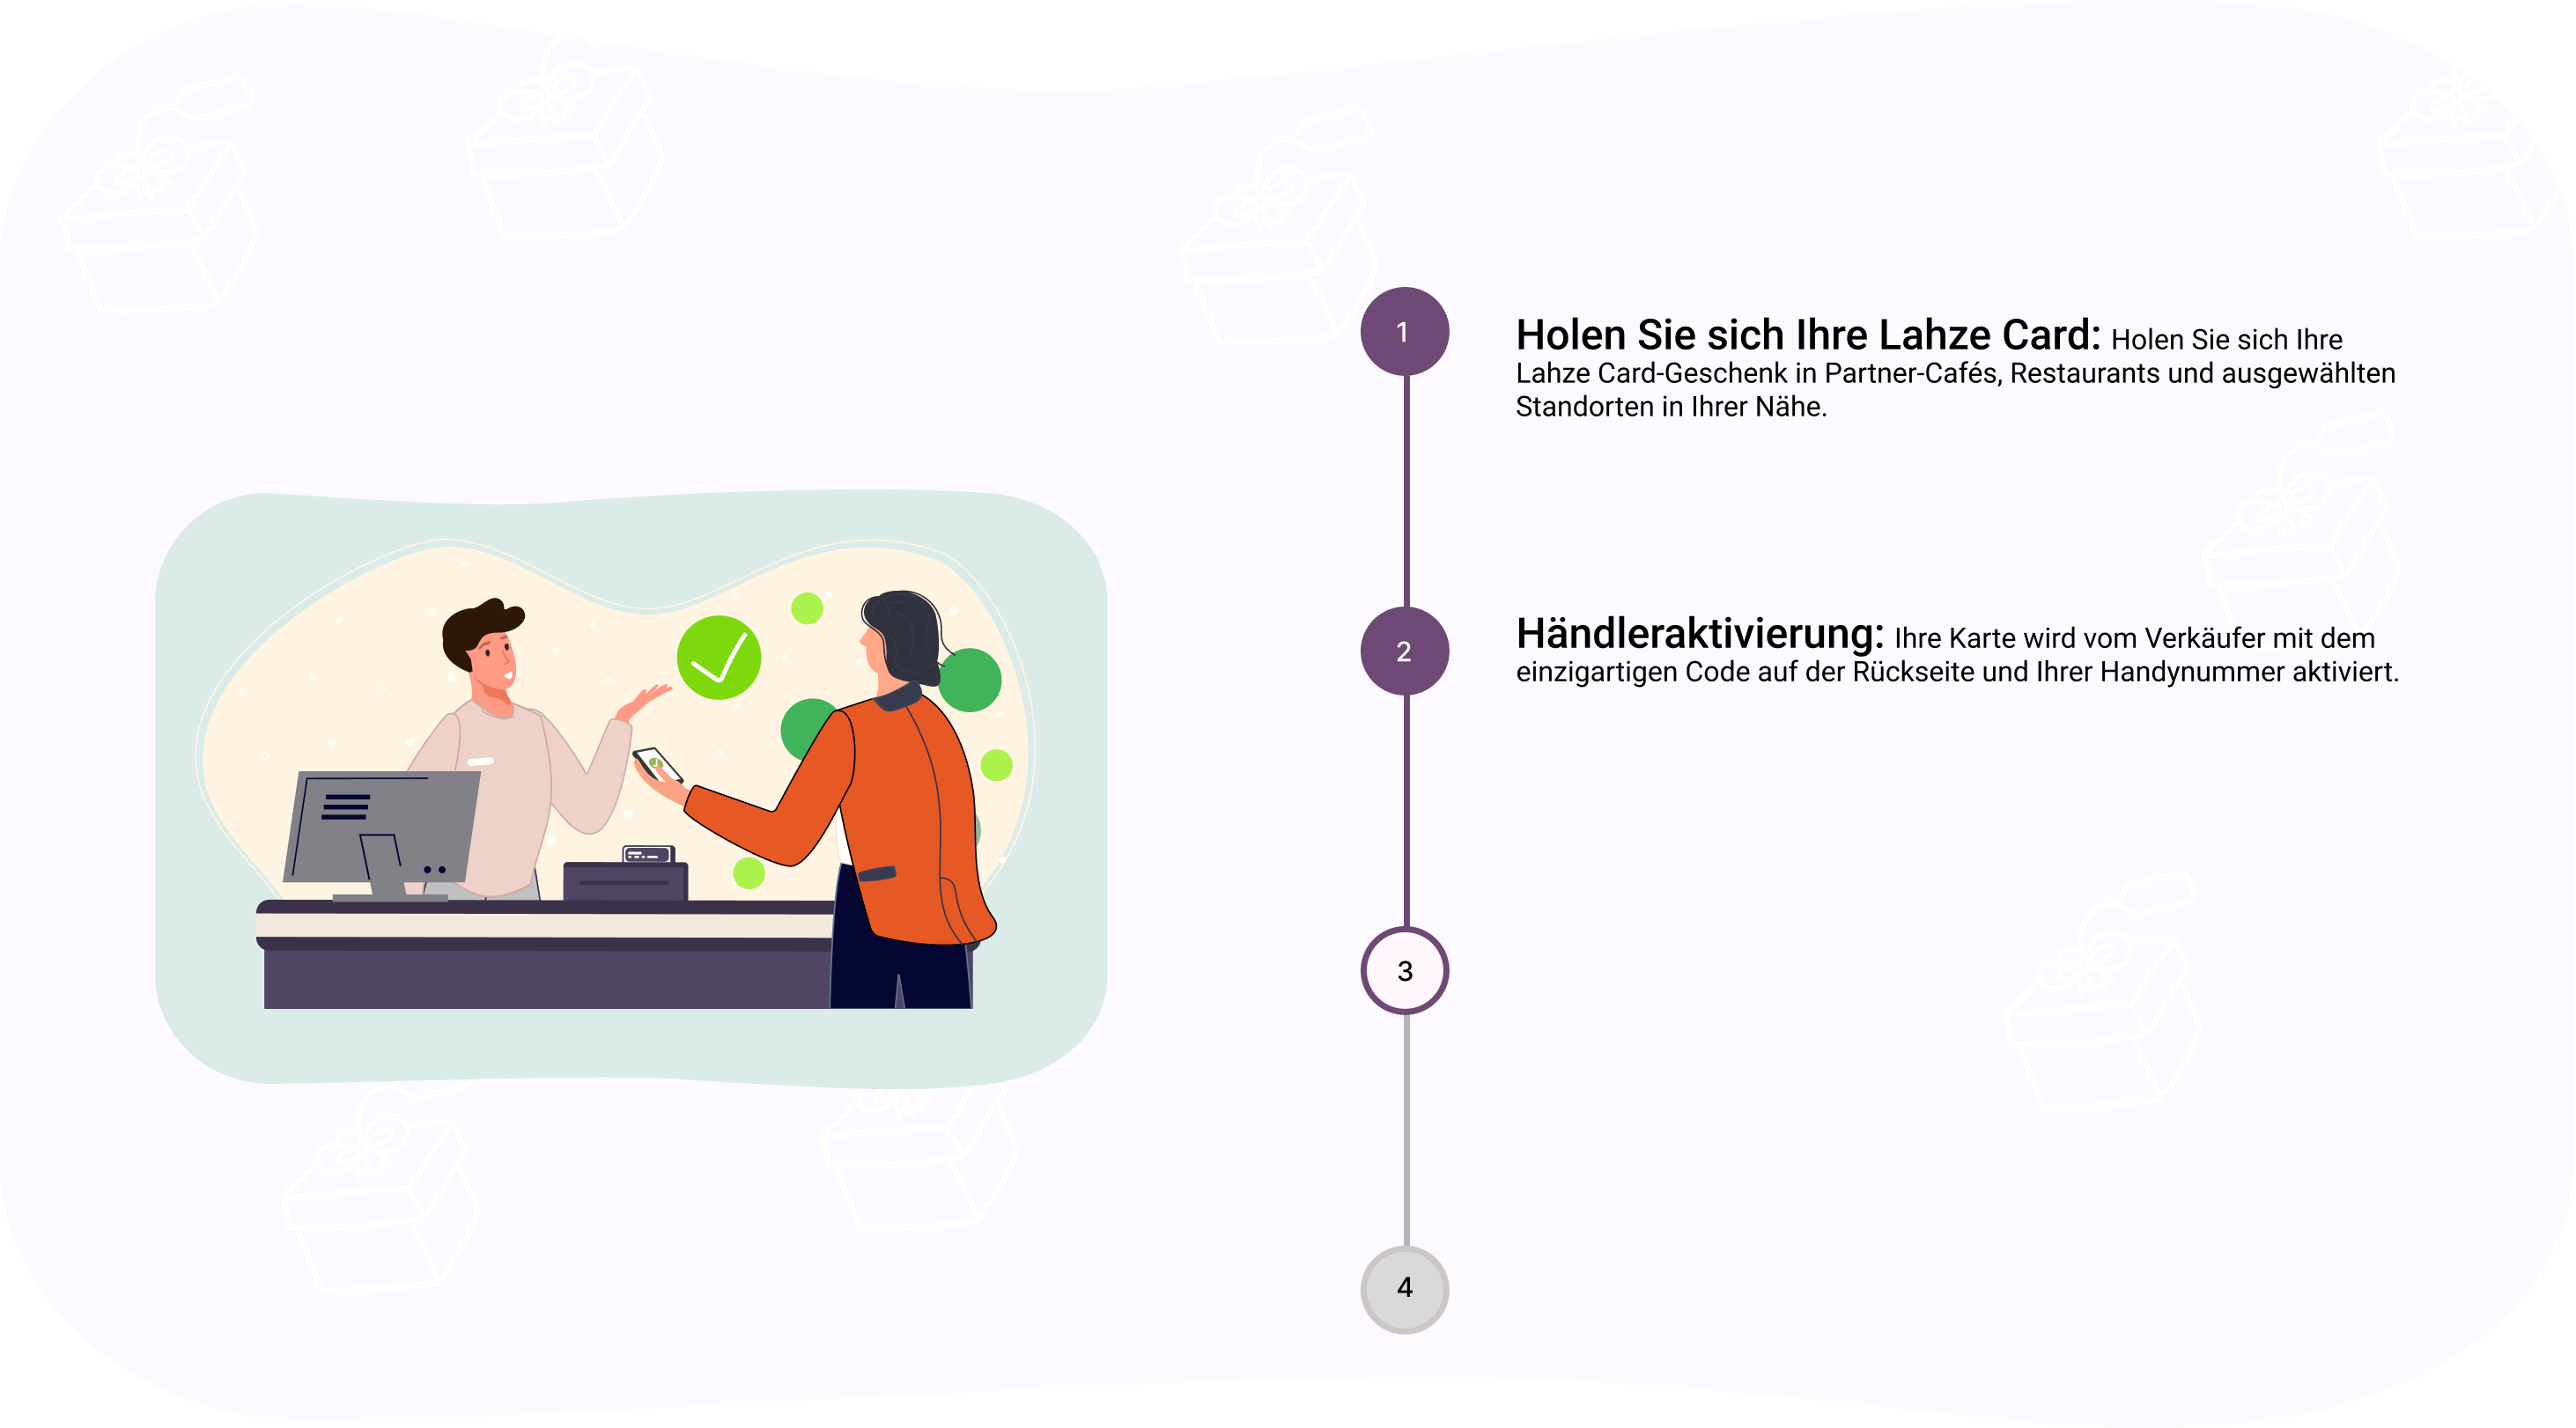 1
Holen Sie sich Ihre Lahze Card: Holen Sie sich Ihre
Lahze Card-Geschenk in Partner-Cafés, Restaurants und ausgewählten
Standorten in Ihrer Nähe.
2
Händleraktivierung: Ihre Karte wird vom Verkäufer mit dem
einzigartigen Code auf der Rückseite und Ihrer Handynummer aktiviert.
3
4